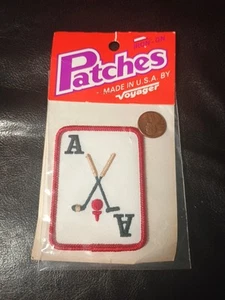 Patches
MADE IN U.S.A. BY
Voyager
A
A